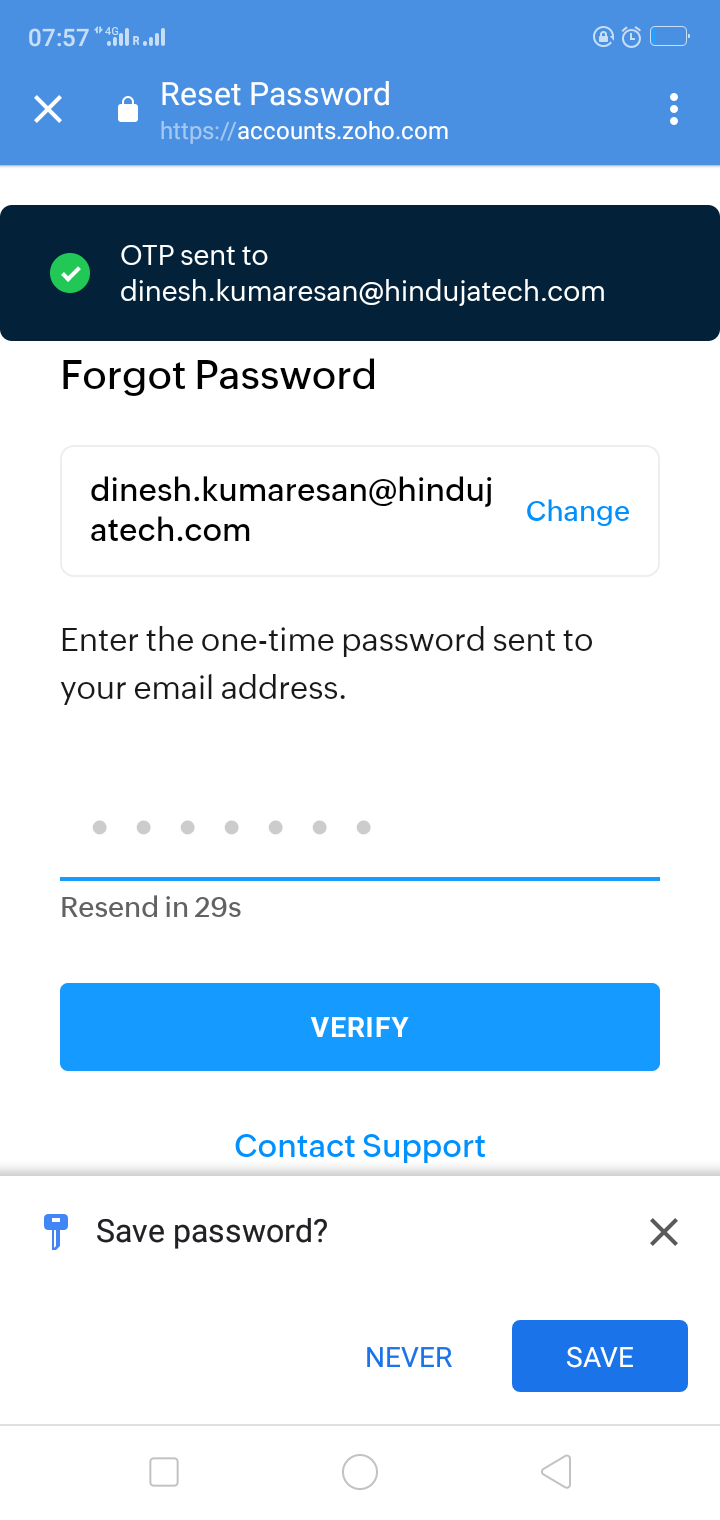 07:57 4G R
Reset Password
https://accounts.zoho.com
OTP sent to
dinesh.kumaresan@hindujatech.com
Forgot Password
dinesh.kumaresan@hinduj
atech.com
Change
Enter the one-time password sent to
your email address.
Resend in 29s
VERIFY
Contact Support
Save password?
NEVER
SAVE